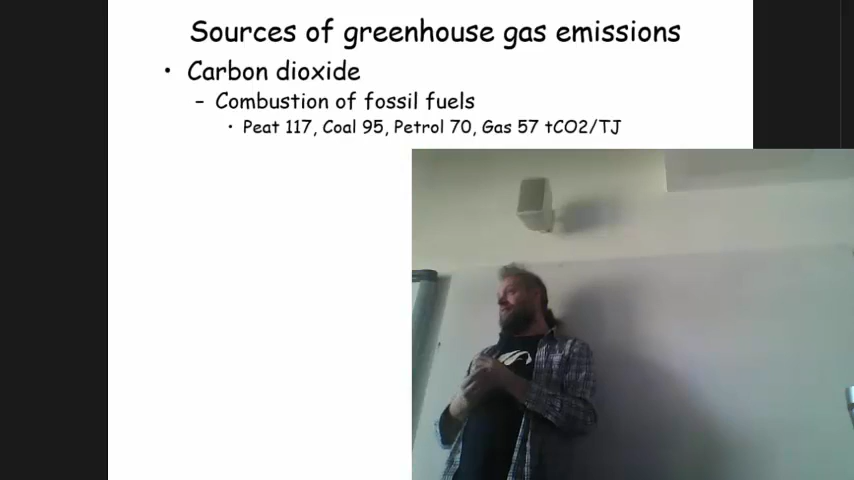 Sources of greenhouse gas emissions
• Carbon dioxide
– Combustion of fossil fuels
• Peat 117, Coal 95, Petrol 70, Gas 57 tCO2/TJ